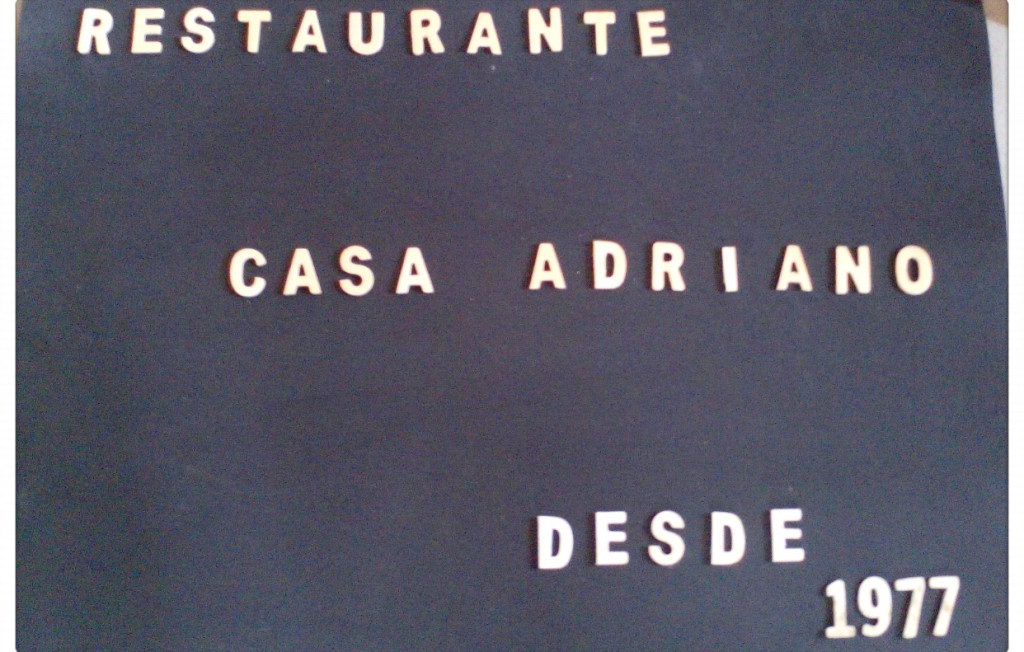 RESTAURANTE
CASA ADRIANO
DESDE
1977